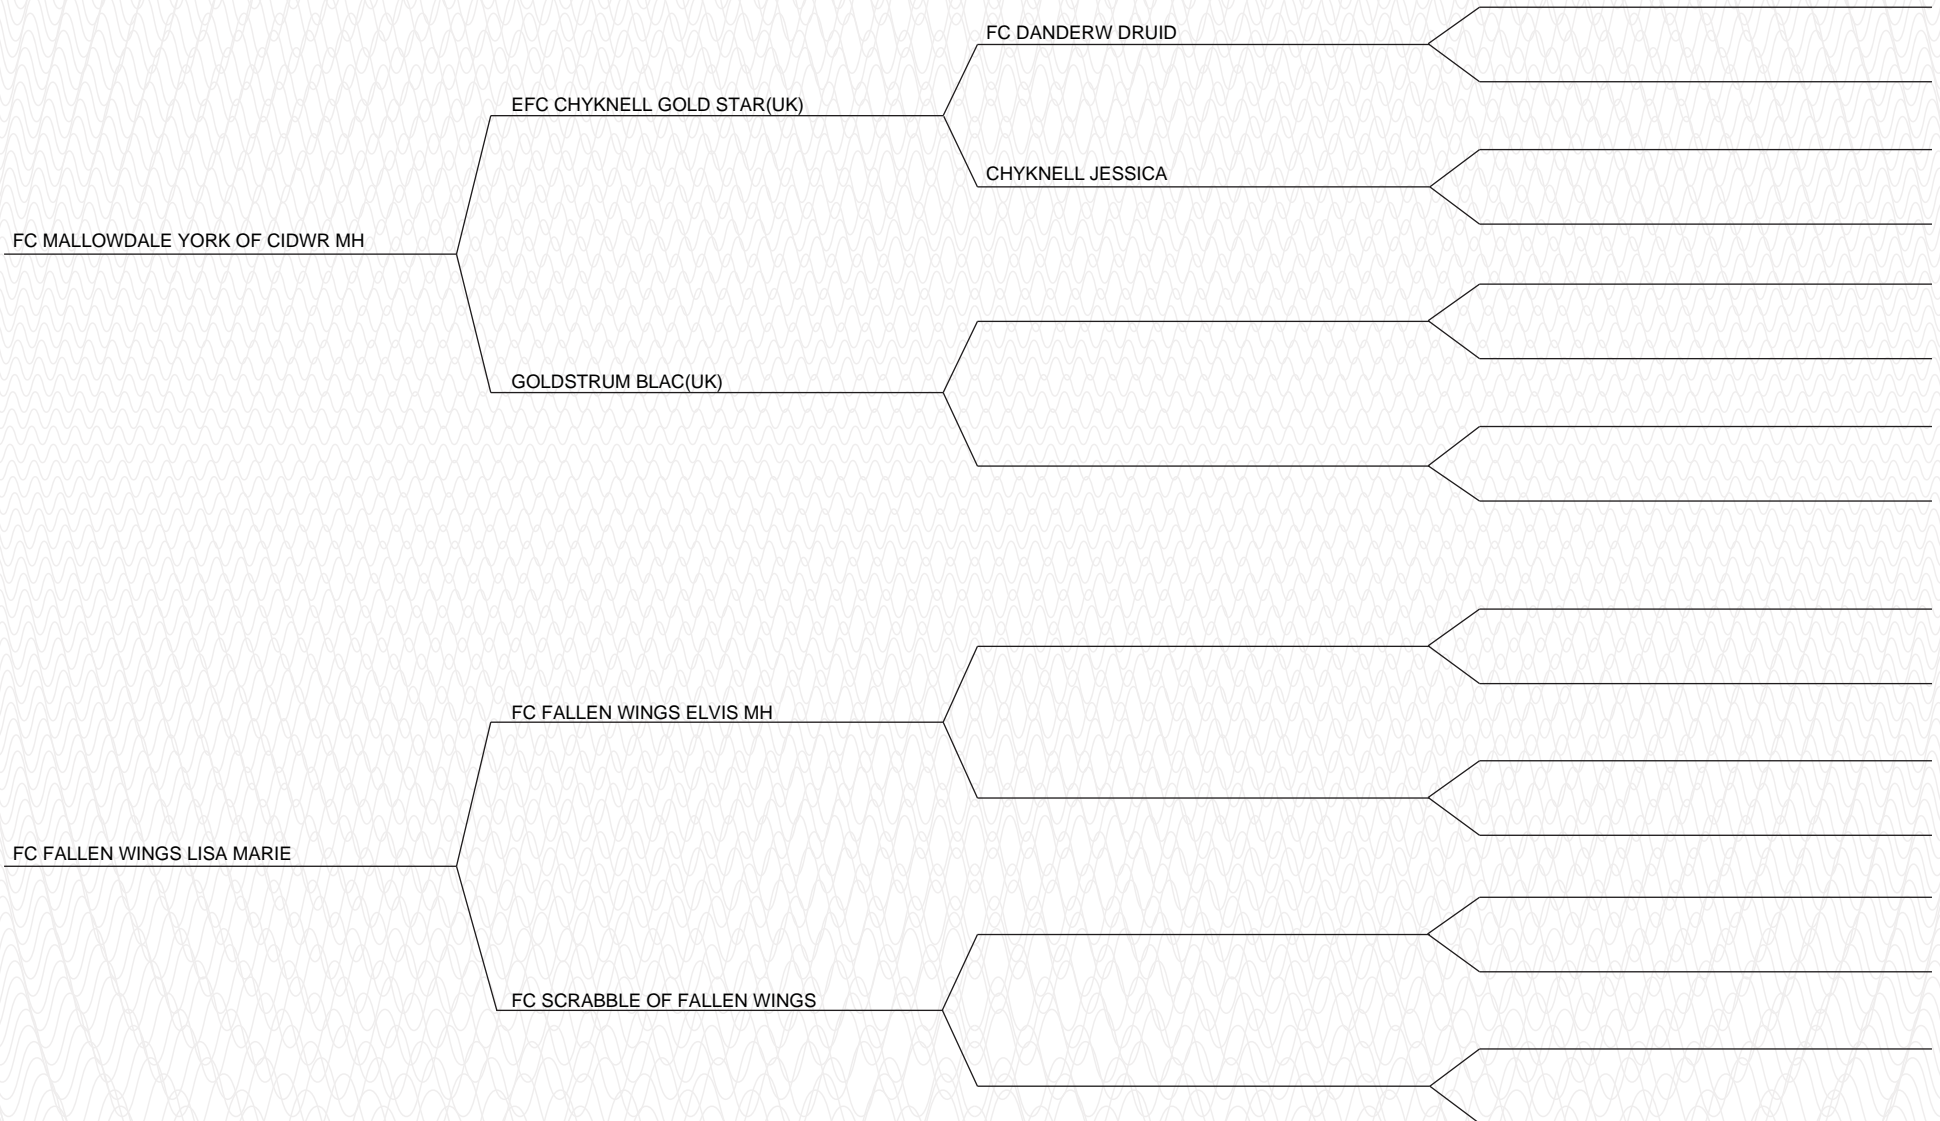 FC DANDERW DRUID
EFC CHYKNELL GOLD STAR(UK)
CHYKNELL JESSICA
FC MALLOWDALE YORK OF CIDWR MH
GOLDSTRUM BLAC(UK)
FC FALLEN WINGS ELVIS MH
FC FALLEN WINGS LISA MARIE
FC SCRABBLE OF FALLEN WINGS